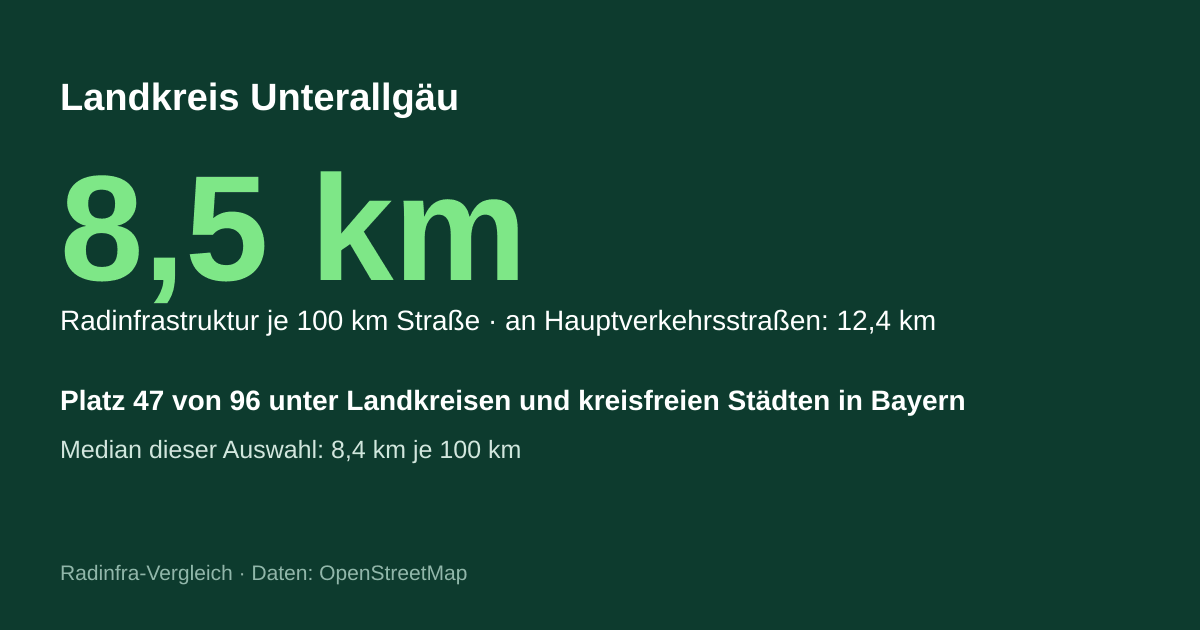 Landkreis Unterallgäu
8,5 km
Radinfrastruktur je 100 km Straße · an Hauptverkehrsstraßen: 12,4 km
Platz 47 von 96 unter Landkreisen und kreisfreien Städten in Bayern
Median dieser Auswahl: 8,4 km je 100 km
Radinfra-Vergleich · Daten: OpenStreetMap